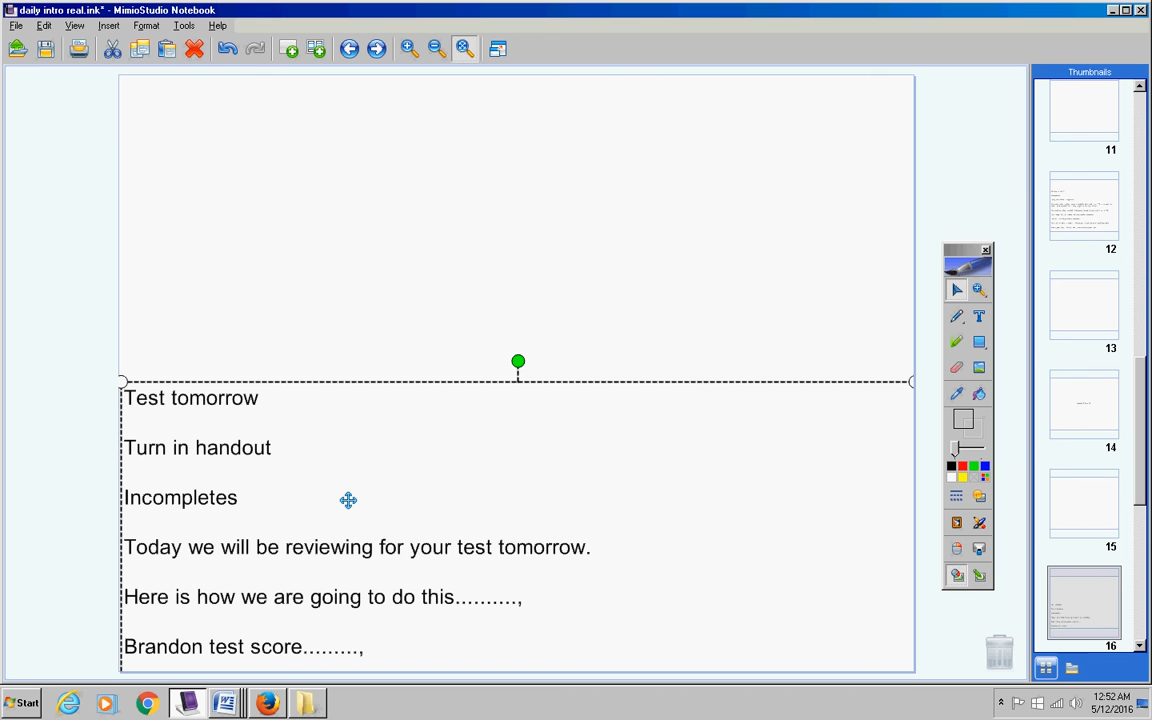 daily intro real.ink* - MimioStudio Notebook
File Edit View Insert Format Tools Help
Thumbnails
11
12
13
14
15
16
Test tomorrow
Turn in handout
Incompletes
Today we will be reviewing for your test tomorrow.
Here is how we are going to do this..........,
Brandon test score.........,
Start
12:52 AM
5/12/2016